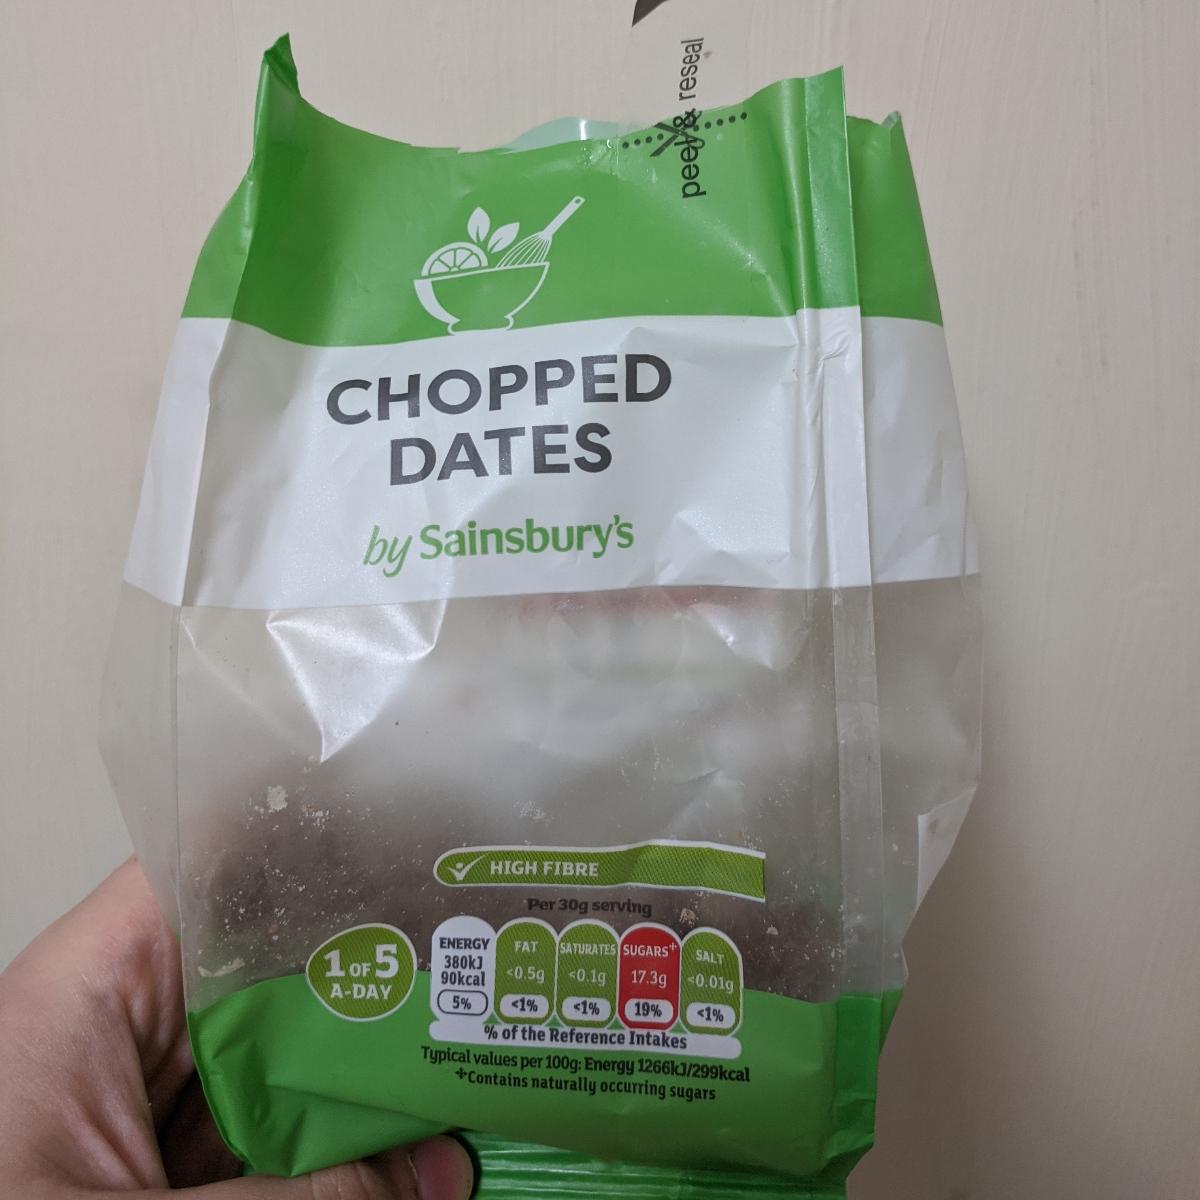 peel & reseal
CHOPPED
DATES
by Sainsbury's
HIGH FIBRE
Per 30g serving
1 OF 5
A-DAY
ENERGY
380kJ
90kcal
5%
FAT
<0.5g
<1%
SATURATES
<0.1g
<1%
SUGARS+
17.3g
19%
SALT
<0.01g
<1%
% of the Reference Intakes
Typical values per 100g: Energy 1266kJ/299kcal
+Contains naturally occurring sugars